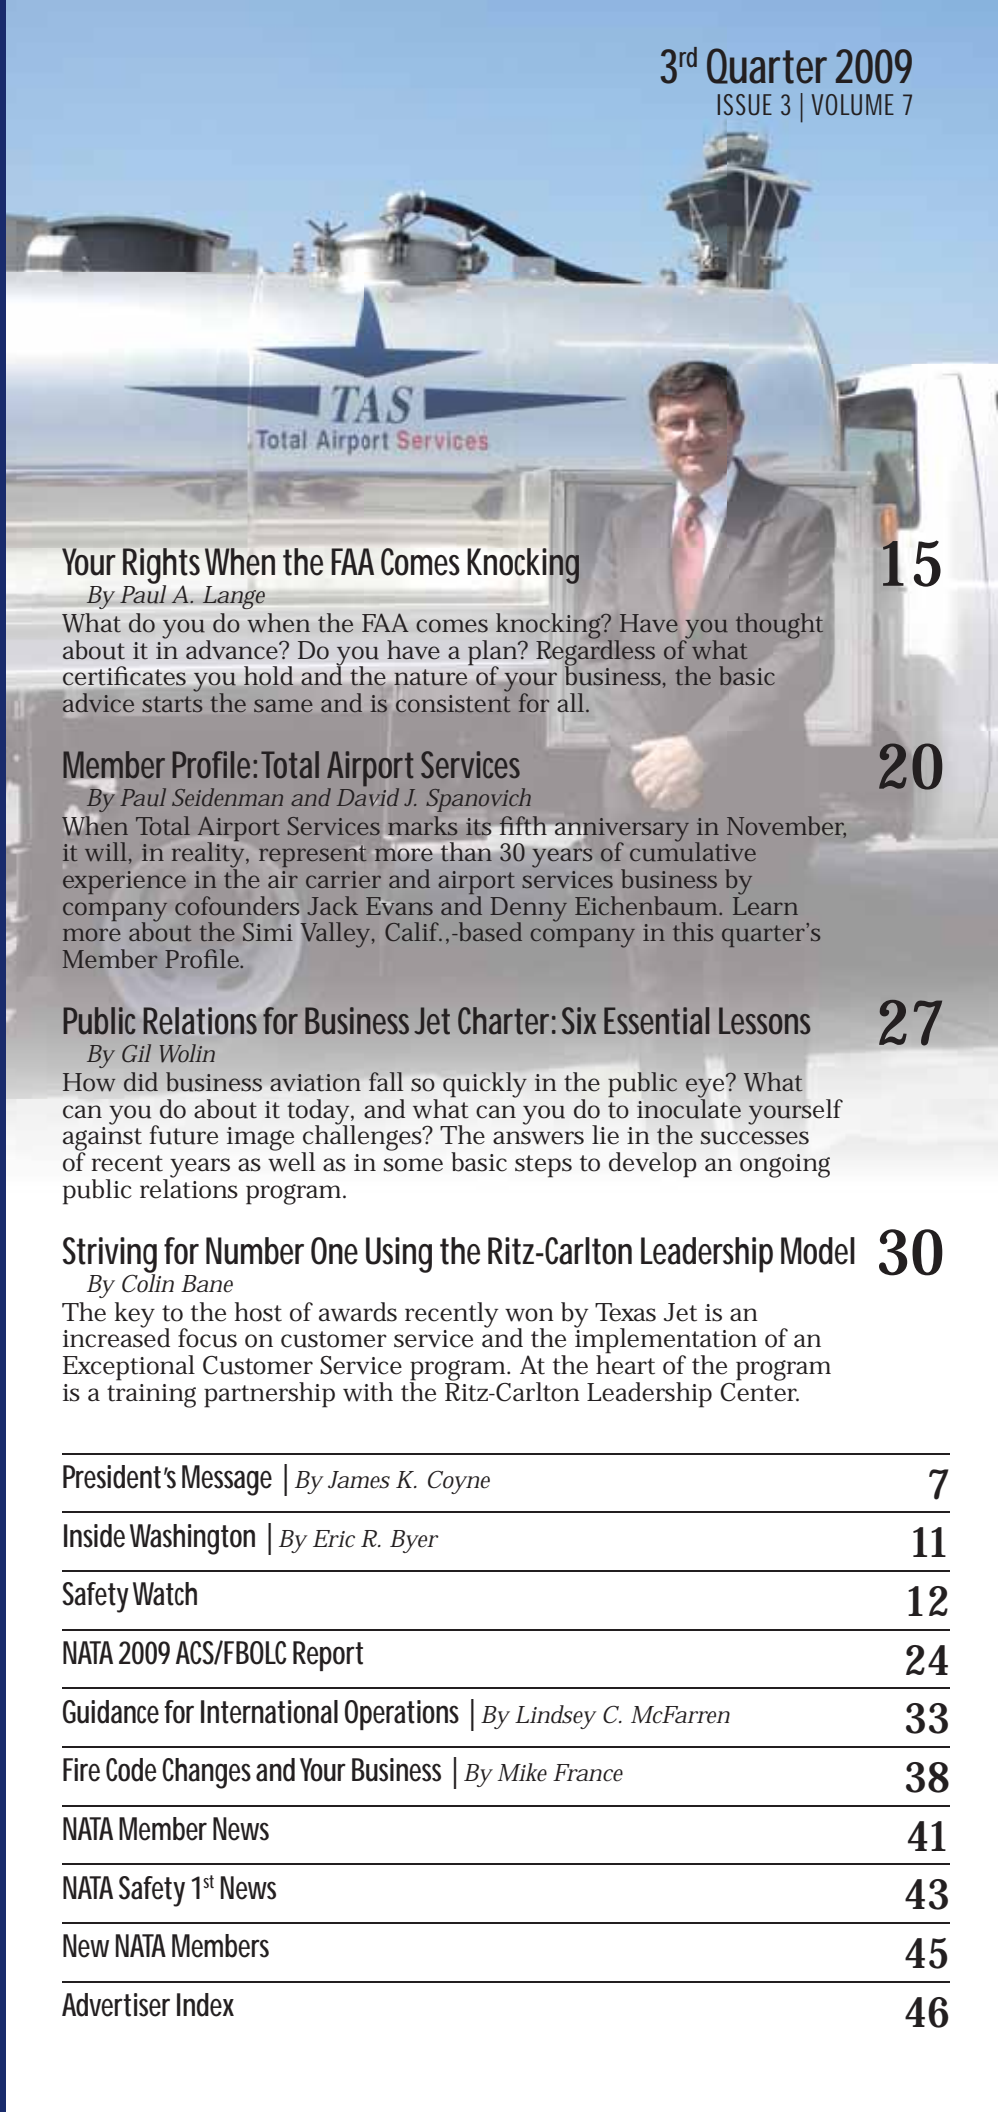 3rd Quarter 2009
ISSUE 3 | VOLUME 7
TAS
Total Airport Services
Your Rights When the FAA Comes Knocking 15
By Paul A. Lange
What do you do when the FAA comes knocking? Have you thought
about it in advance? Do you have a plan? Regardless of what
certificates you hold and the nature of your business, the basic
advice starts the same and is consistent for all.
Member Profile: Total Airport Services 20
By Paul Seidenman and David J. Spanovich
When Total Airport Services marks its fifth anniversary in November,
it will, in reality, represent more than 30 years of cumulative
experience in the air carrier and airport services business by
company cofounders Jack Evans and Denny Eichenbaum. Learn
more about the Simi Valley, Calif.,-based company in this quarter's
Member Profile.
Public Relations for Business Jet Charter: Six Essential Lessons 27
By Gil Wolin
How did business aviation fall so quickly in the public eye? What
can you do about it today, and what can you do to inoculate yourself
against future image challenges? The answers lie in the successes
of recent years as well as in some basic steps to develop an ongoing
public relations program.
Striving for Number One Using the Ritz-Carlton Leadership Model 30
By Colin Bane
The key to the host of awards recently won by Texas Jet is an
increased focus on customer service and the implementation of an
Exceptional Customer Service program. At the heart of the program
is a training partnership with the Ritz-Carlton Leadership Center.
President's Message | By James K. Coyne 7
Inside Washington | By Eric R. Byer 11
Safety Watch 12
NATA 2009 ACS/FBOLC Report 24
Guidance for International Operations | By Lindsey C. McFarren 33
Fire Code Changes and Your Business | By Mike France 38
NATA Member News 41
NATA Safety 1st News 43
New NATA Members 45
Advertiser Index 46